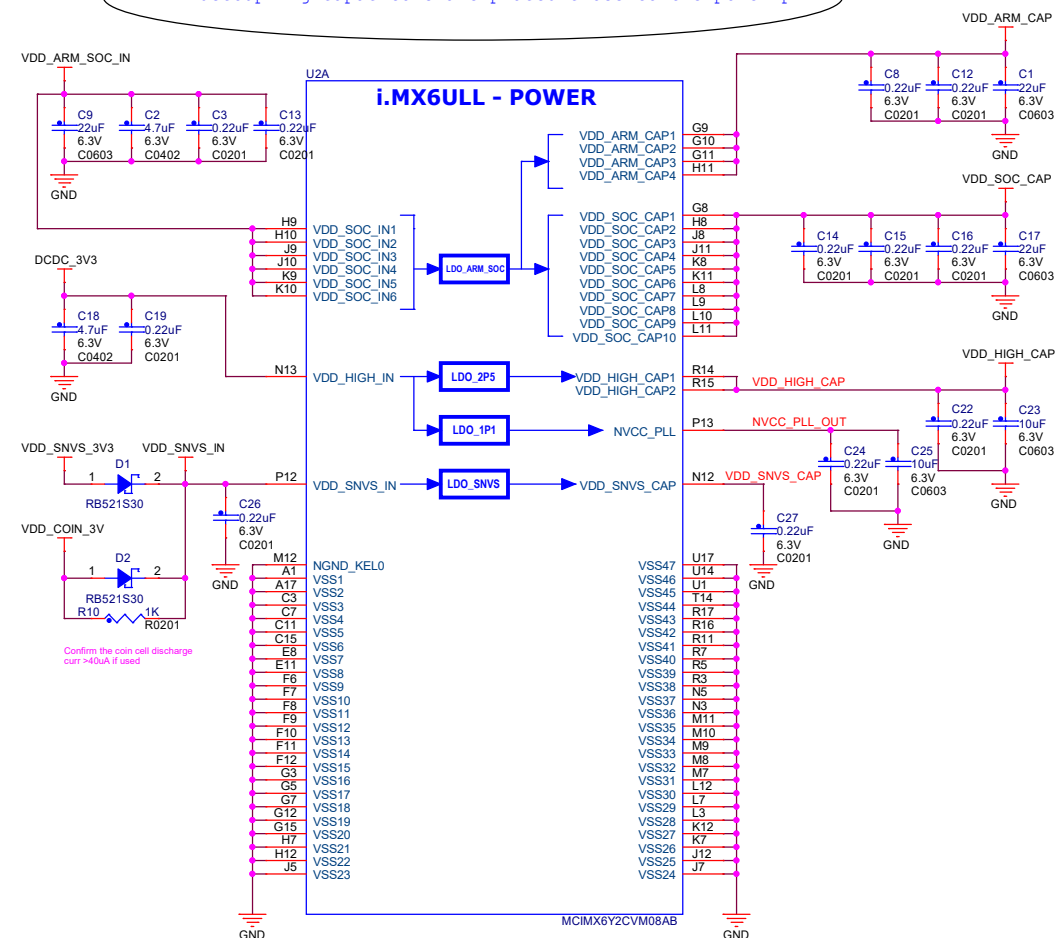 VDD_ARM_CAP
VDD_ARM_SOC_IN
U2A
i.MX6ULL - POWER
C9
22uF
6.3V
C0603
C2
4.7uF
6.3V
C0402
C3
0.22uF
6.3V
C0201
C13
0.22uF
6.3V
C0201
GND
C8
0.22uF
6.3V
C0201
C12
0.22uF
6.3V
C0201
C1
22uF
6.3V
C0603
GND
VDD_ARM_CAP1 G9
VDD_ARM_CAP2 G10
VDD_ARM_CAP3 G11
VDD_ARM_CAP4 H11
VDD_SOC_CAP
H9 VDD_SOC_IN1
H10 VDD_SOC_IN2
J9 VDD_SOC_IN3
J10 VDD_SOC_IN4
K9 VDD_SOC_IN5
K10 VDD_SOC_IN6
LDO_ARM_SOC
VDD_SOC_CAP1 G8
VDD_SOC_CAP2 H8
VDD_SOC_CAP3 J8
VDD_SOC_CAP4 J11
VDD_SOC_CAP5 K8
VDD_SOC_CAP6 K11
VDD_SOC_CAP7 L8
VDD_SOC_CAP8 L9
VDD_SOC_CAP9 L10
VDD_SOC_CAP10 L11
C14
0.22uF
6.3V
C0201
C15
0.22uF
6.3V
C0201
C16
0.22uF
6.3V
C0201
C17
22uF
6.3V
C0603
GND
DCDC_3V3
C18
4.7uF
6.3V
C0402
C19
0.22uF
6.3V
C0201
GND
N13 VDD_HIGH_IN
LDO_2P5
VDD_HIGH_CAP1 R14
VDD_HIGH_CAP2 R15
VDD_HIGH_CAP
VDD_HIGH_CAP
LDO_1P1
NVCC_PLL P13
NVCC_PLL_OUT
C22
0.22uF
6.3V
C0201
C23
10uF
6.3V
C0603
GND
C24
0.22uF
6.3V
C0201
C25
10uF
6.3V
C0603
GND
VDD_SNVS_3V3
VDD_SNVS_IN
1 D1 2
RB521S30
P12 VDD_SNVS_IN
LDO_SNVS
VDD_SNVS_CAP N12
VDD_SNVS_CAP
C26
0.22uF
6.3V
C0201
GND
C27
0.22uF
6.3V
C0201
GND
VDD_COIN_3V
1 D2 2
RB521S30
R10 1K
R0201
Confirm the coin cell discharge
curr >40uA if used
M12 NGND_KEL0
A1 VSS1
A17 VSS2
C3 VSS3
C7 VSS4
C11 VSS5
C15 VSS6
E8 VSS7
E11 VSS8
F6 VSS9
F7 VSS10
F8 VSS11
F9 VSS12
F10 VSS13
F11 VSS14
F12 VSS15
G3 VSS16
G5 VSS17
G7 VSS18
G12 VSS19
G15 VSS20
H7 VSS21
H12 VSS22
J5 VSS23
GND
VSS47 U17
VSS46 U14
VSS45 U1
VSS44 T14
VSS43 R17
VSS42 R16
VSS41 R11
VSS40 R7
VSS39 R5
VSS38 R3
VSS37 N5
VSS36 N3
VSS35 M11
VSS34 M10
VSS33 M9
VSS32 M8
VSS31 M7
VSS30 L12
VSS29 L7
VSS28 L3
VSS27 K12
VSS26 K7
VSS25 J12
VSS24 J7
GND
MCIMX6Y2CVM08AB